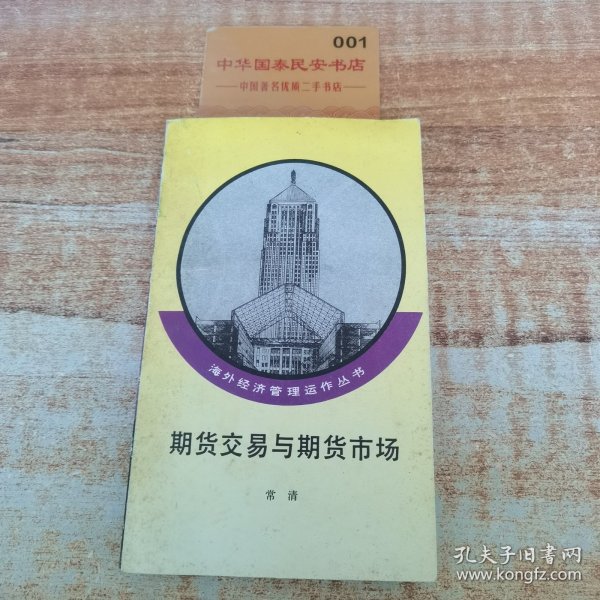 001
中华国泰民安书店
中国著名优质二手书店
海外经济管理运作丛书
期货交易与期货市场
常清
孔夫子旧书网
www.kongfz.com